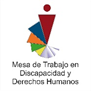 Mesa de Trabajo en
Discapacidad y
Derechos Humanos